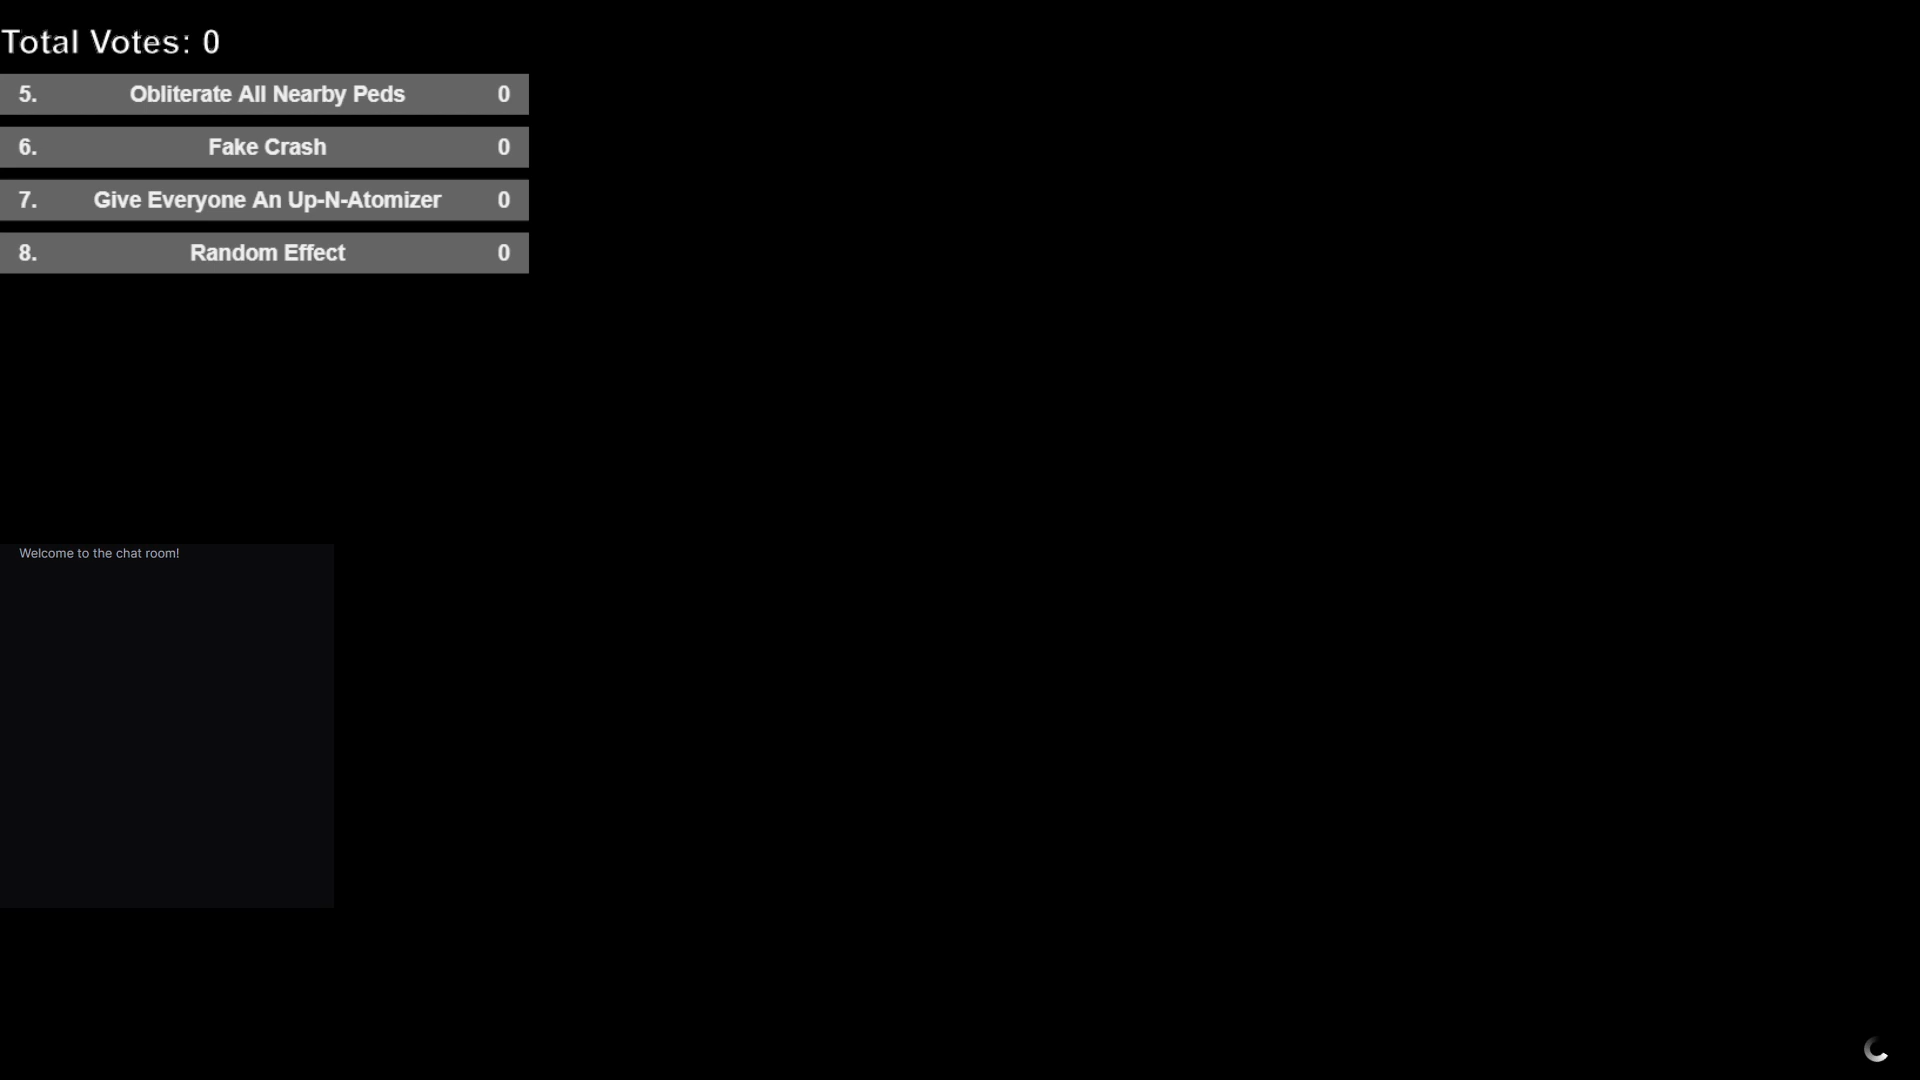 Total Votes: 0
5. Obliterate All Nearby Peds 0
6. Fake Crash 0
7. Give Everyone An Up-N-Atomizer 0
8. Random Effect 0
Welcome to the chat room!